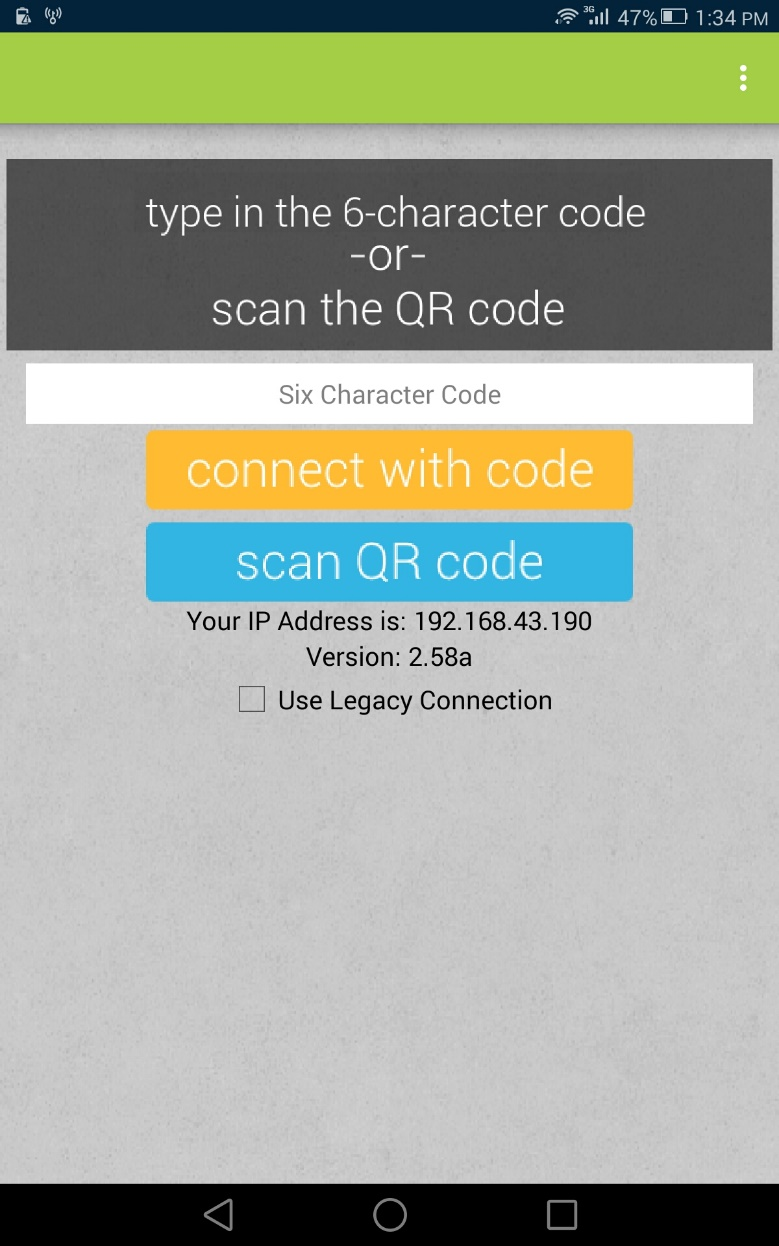 3G 47% 1:34 PM
type in the 6-character code
-or-
scan the QR code
Six Character Code
connect with code
scan QR code
Your IP Address is: 192.168.43.190
Version: 2.58a
Use Legacy Connection